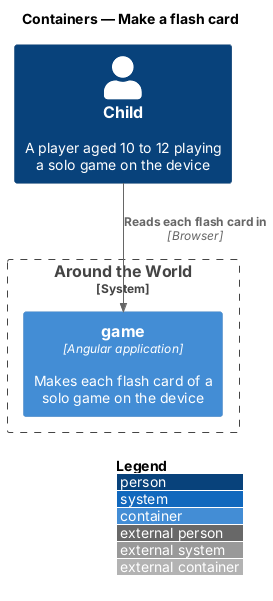 Containers — Make a flash card
Child
A player aged 10 to 12 playing
a solo game on the device
Reads each flash card in
[Browser]
Around the World
[System]
game
[Angular application]
Makes each flash card of a
solo game on the device
Legend
person
system
container
external person
external system
external container